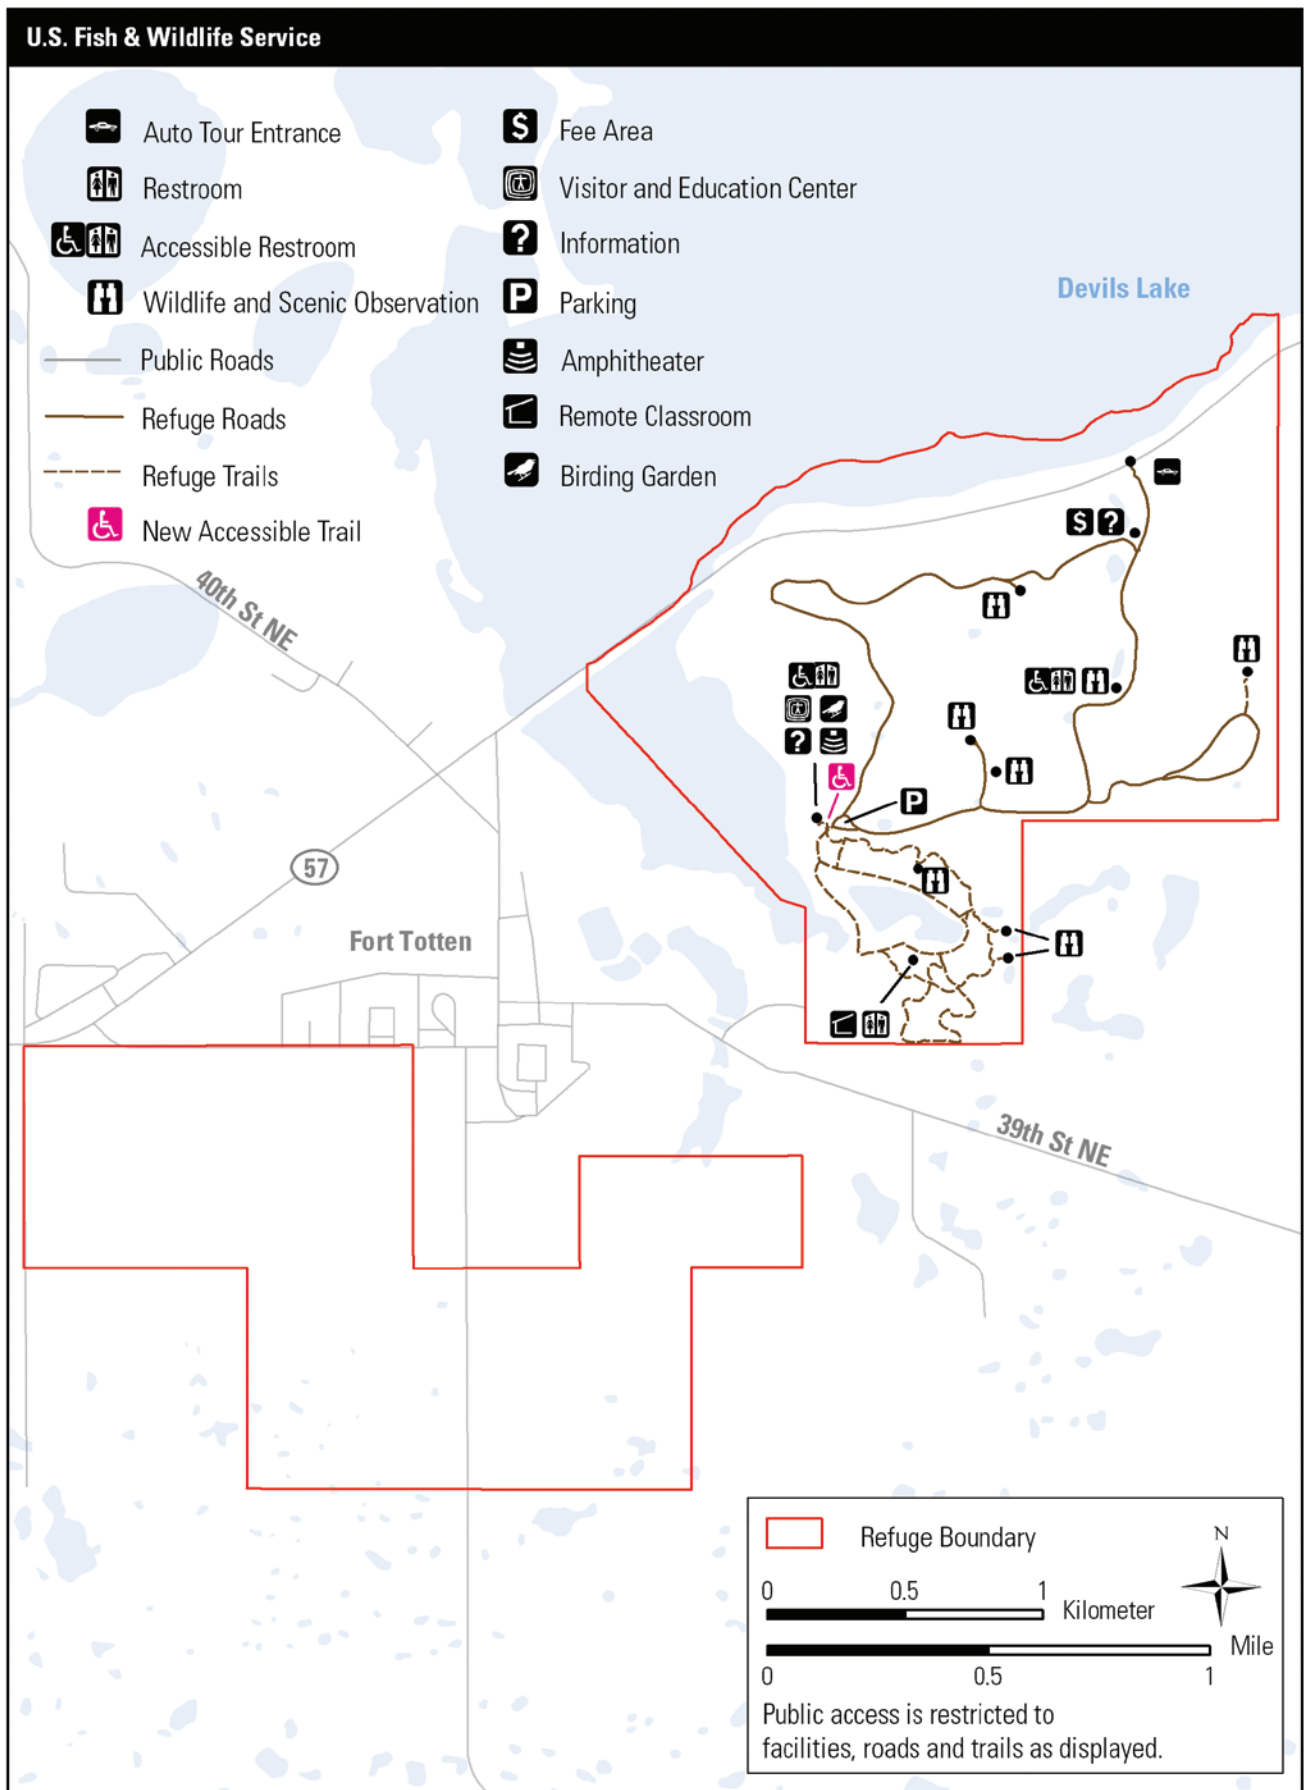 U.S. Fish & Wildlife Service
Auto Tour Entrance
Restroom
Accessible Restroom
Wildlife and Scenic Observation
Public Roads
Refuge Roads
Refuge Trails
New Accessible Trail
$ Fee Area
Visitor and Education Center
? Information
P Parking
Amphitheater
Remote Classroom
Birding Garden
Devils Lake
$ ?
40th St NE
?
P
57
Fort Totten
39th St NE
Refuge Boundary
N
0 0.5 1
Kilometer
Mile
0 0.5 1
Public access is restricted to
facilities, roads and trails as displayed.